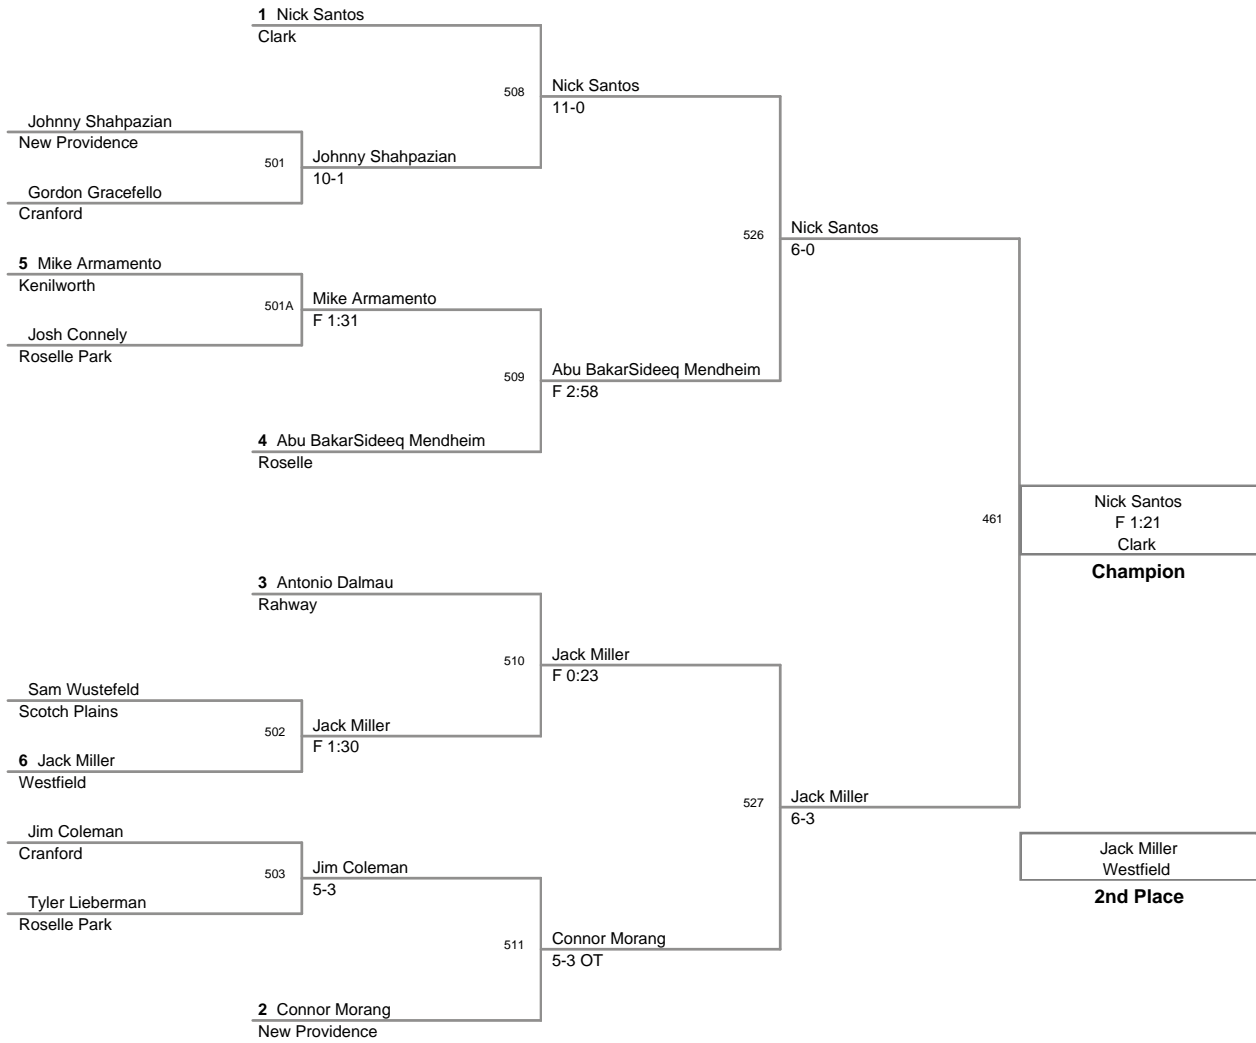 1 Nick Santos
Clark
508
Nick Santos
11-0
Johnny Shahpazian
New Providence
501
Johnny Shahpazian
10-1
Gordon Gracefello
Cranford
526
Nick Santos
6-0
5 Mike Armamento
Kenilworth
501A
Mike Armamento
F 1:31
Josh Connely
Roselle Park
509
Abu BakarSideeq Mendheim
F 2:58
4 Abu BakarSideeq Mendheim
Roselle
461
Nick Santos
F 1:21
Clark
Champion
3 Antonio Dalmau
Rahway
510
Jack Miller
F 0:23
Sam Wustefeld
Scotch Plains
502
Jack Miller
F 1:30
6 Jack Miller
Westfield
527
Jack Miller
6-3
Jim Coleman
Cranford
503
Jim Coleman
5-3
Tyler Lieberman
Roselle Park
511
Connor Morang
5-3 OT
2 Connor Morang
New Providence
Jack Miller
Westfield
2nd Place